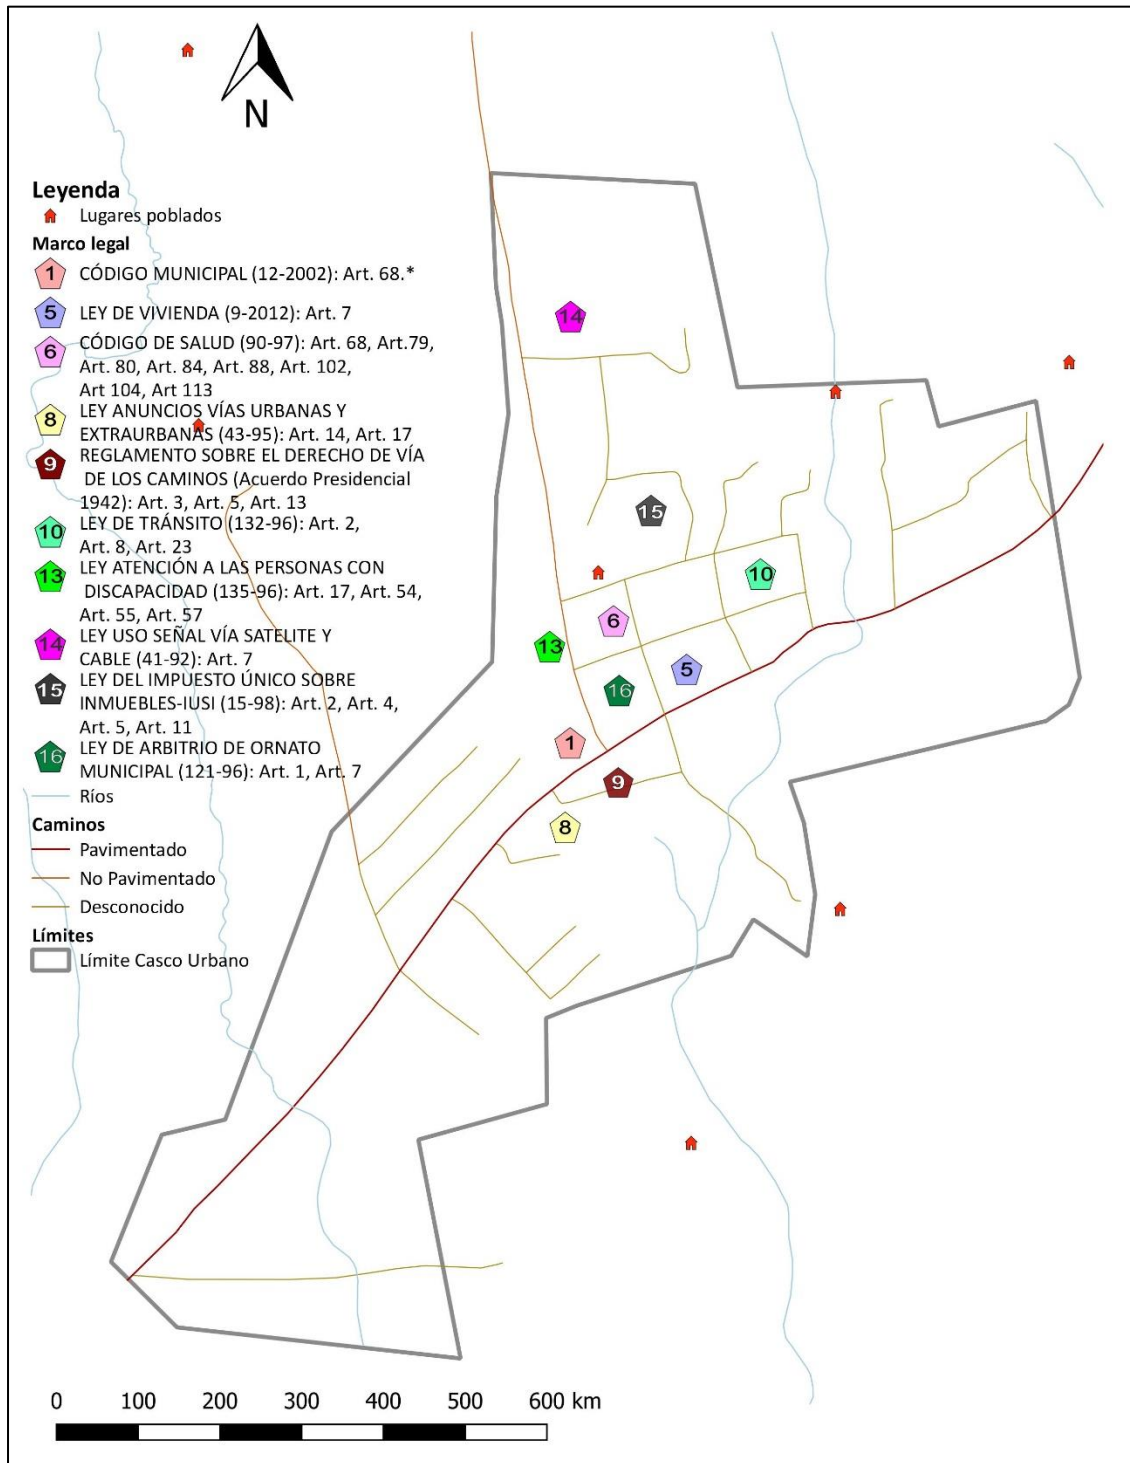 N
Leyenda
Lugares poblados
Marco legal
1 CÓDIGO MUNICIPAL (12-2002): Art. 68.*
5 LEY DE VIVIENDA (9-2012): Art. 7
6 CÓDIGO DE SALUD (90-97): Art. 68, Art.79,
Art. 80, Art. 84, Art. 88, Art. 102,
Art 104, Art 113
8 LEY ANUNCIOS VÍAS URBANAS Y
EXTRAURBANAS (43-95): Art. 14, Art. 17
9 REGLAMENTO SOBRE EL DERECHO DE VÍA
DE LOS CAMINOS (Acuerdo Presidencial
1942): Art. 3, Art. 5, Art. 13
10 LEY DE TRÁNSITO (132-96): Art. 2,
Art. 8, Art. 23
13 LEY ATENCIÓN A LAS PERSONAS CON
DISCAPACIDAD (135-96): Art. 17, Art. 54,
Art. 55, Art. 57
14 LEY USO SEÑAL VÍA SATELITE Y
CABLE (41-92): Art. 7
15 LEY DEL IMPUESTO ÚNICO SOBRE
INMUEBLES-IUSI (15-98): Art. 2, Art. 4,
Art. 5, Art. 11
16 LEY DE ARBITRIO DE ORNATO
MUNICIPAL (121-96): Art. 1, Art. 7
Ríos
Caminos
Pavimentado
No Pavimentado
Desconocido
Límites
Límite Casco Urbano
14
15
10
6
13
5
16
1
9
8
0 100 200 300 400 500 600 km